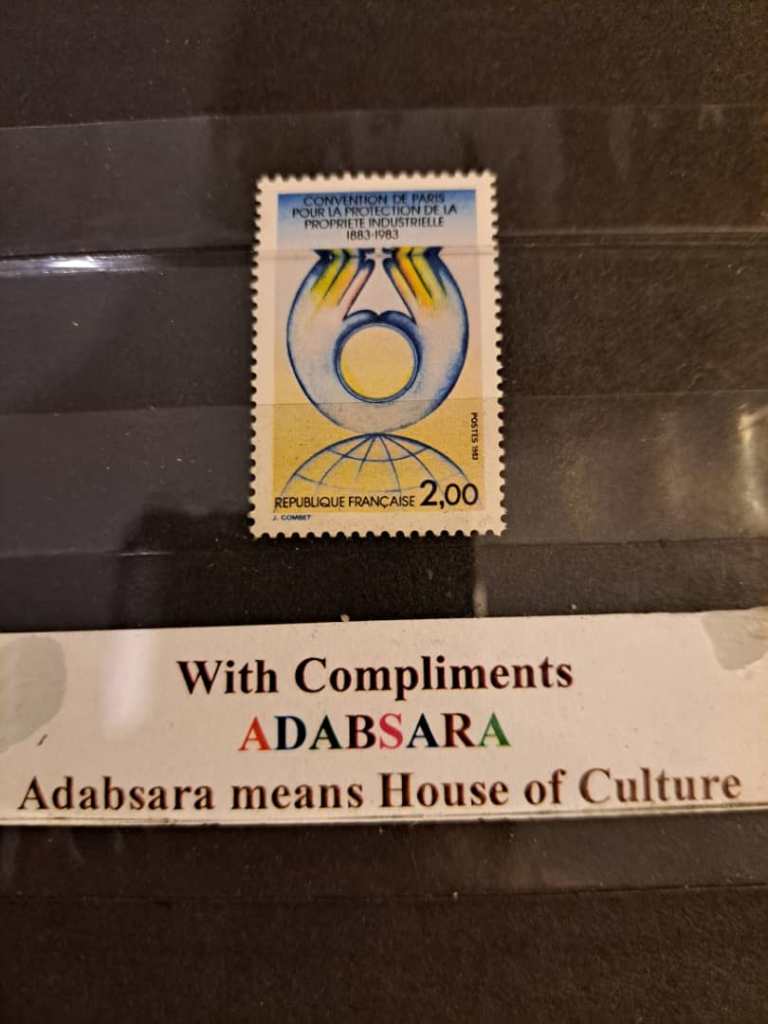 CONVENTION DE PARIS
POUR LA PROTECTION DE LA
PROPRIETE INDUSTRIELLE
1883-1983
POSTES 1983
REPUBLIQUE FRANÇAISE 2,00
J. COMBET
With Compliments
ADABSARA
Adabsara means House of Culture